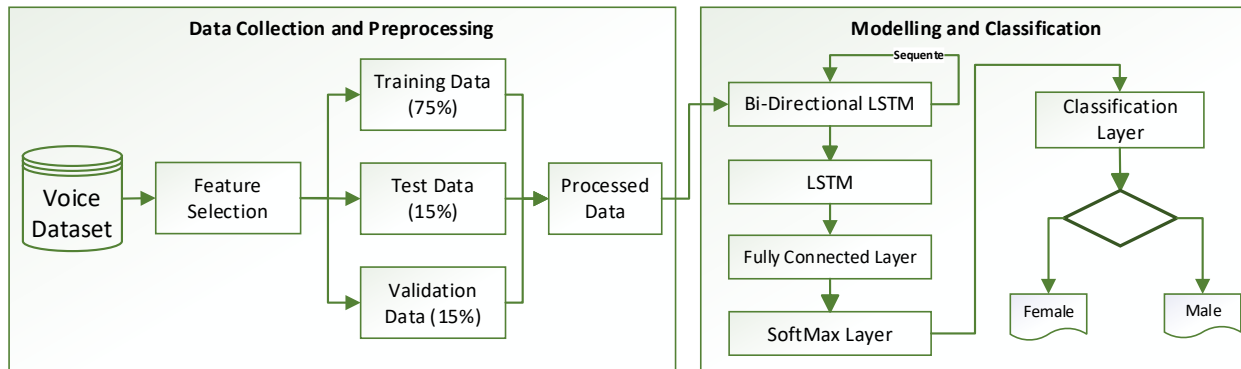 Data Collection and Preprocessing
Voice
Dataset
Feature
Selection
Training Data
(75%)
Test Data
(15%)
Validation
Data (15%)
Processed
Data
Modelling and Classification
Sequente
Bi-Directional LSTM
LSTM
Fully Connected Layer
SoftMax Layer
Classification
Layer
Female
Male